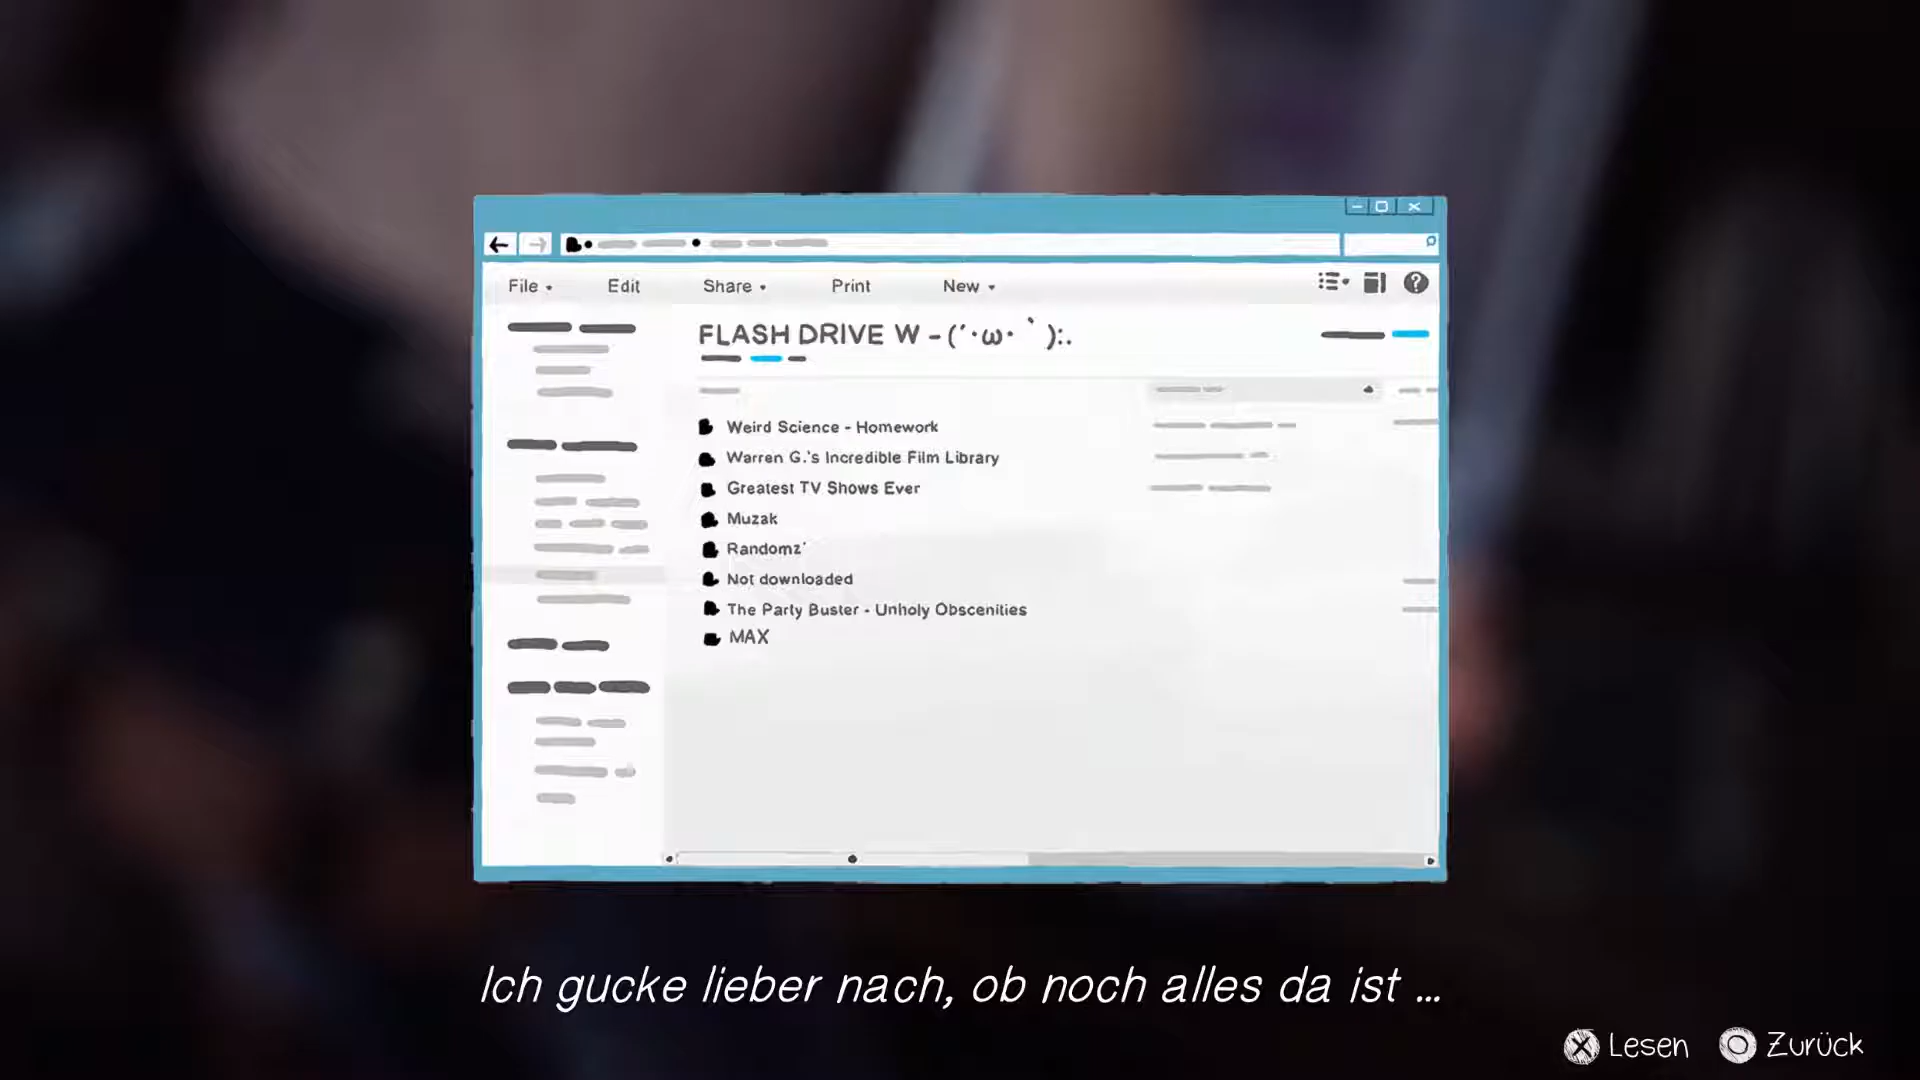 File
Edit
Share
Print
New
FLASH DRIVE W - (´·ω·`):.
Weird Science - Homework
Warren G.'s Incredible Film Library
Greatest TV Shows Ever
Muzak
Randomz'
Not downloaded
The Party Buster - Unholy Obscenities
MAX
Ich gucke lieber nach, ob noch alles da ist ...
Lesen
Zurück